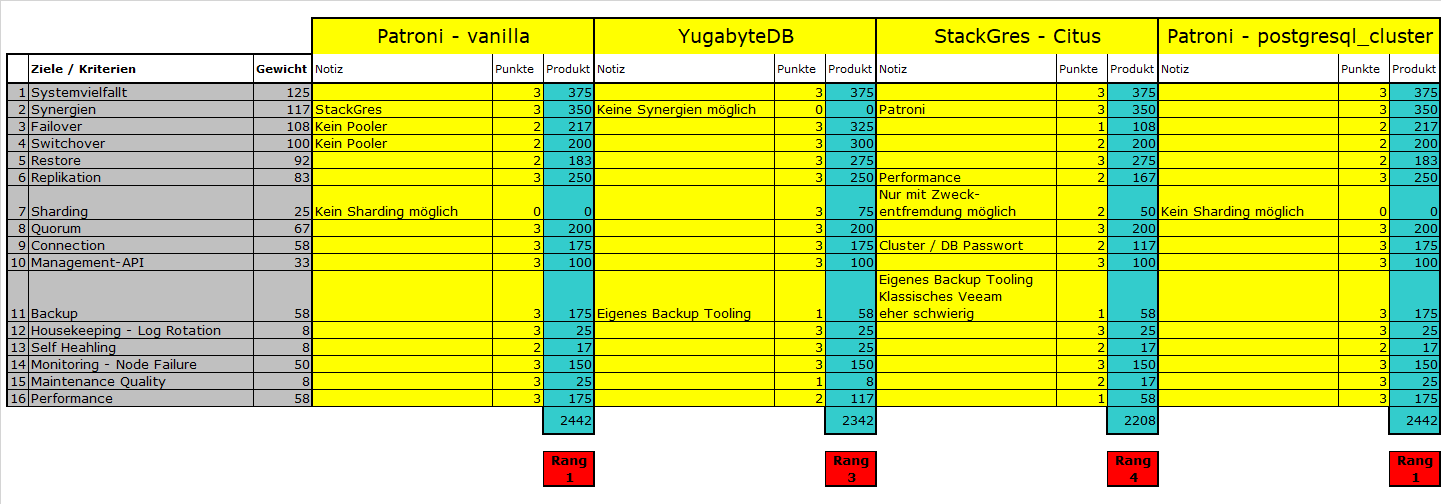 Patroni - vanilla YugabyteDB StackGres - Citus Patroni - postgresql_cluster
Ziele / Kriterien Gewicht Notiz Punkte Produkt Notiz Punkte Produkt Notiz Punkte Produkt Notiz Punkte Produkt
1 Systemvielfallt 125 3 375 3 375 3 375 3 375
2 Synergien 117 StackGres 3 350 Keine Synergien möglich 0 0 Patroni 3 350 3 350
3 Failover 108 Kein Pooler 2 217 3 325 1 108 2 217
4 Switchover 100 Kein Pooler 2 200 3 300 2 200 2 200
5 Restore 92 2 183 3 275 3 275 2 183
6 Replikation 83 3 250 3 250 Performance 2 167 3 250
Nur mit Zweck-
7 Sharding 25 Kein Sharding möglich 0 0 3 75 entfremdung möglich 2 50 Kein Sharding möglich 0 0
8 Quorum 67 3 200 3 200 3 200 3 200
9 Connection 58 3 175 3 175 Cluster / DB Passwort 2 117 3 175
10 Management-API 33 3 100 3 100 3 100 3 100
Eigenes Backup Tooling
Klassisches Veeam
11 Backup 58 3 175 Eigenes Backup Tooling 1 58 eher schwierig 1 58 3 175
12 Housekeeping - Log Rotation 8 3 25 3 25 3 25 3 25
13 Self Heahling 8 2 17 3 25 2 17 2 17
14 Monitoring - Node Failure 50 3 150 3 150 3 150 3 150
15 Maintenance Quality 8 3 25 1 8 2 17 3 25
16 Performance 58 3 175 2 117 1 58 3 175
2442 2342 2208 2442
Rang Rang Rang Rang
1 3 4 1